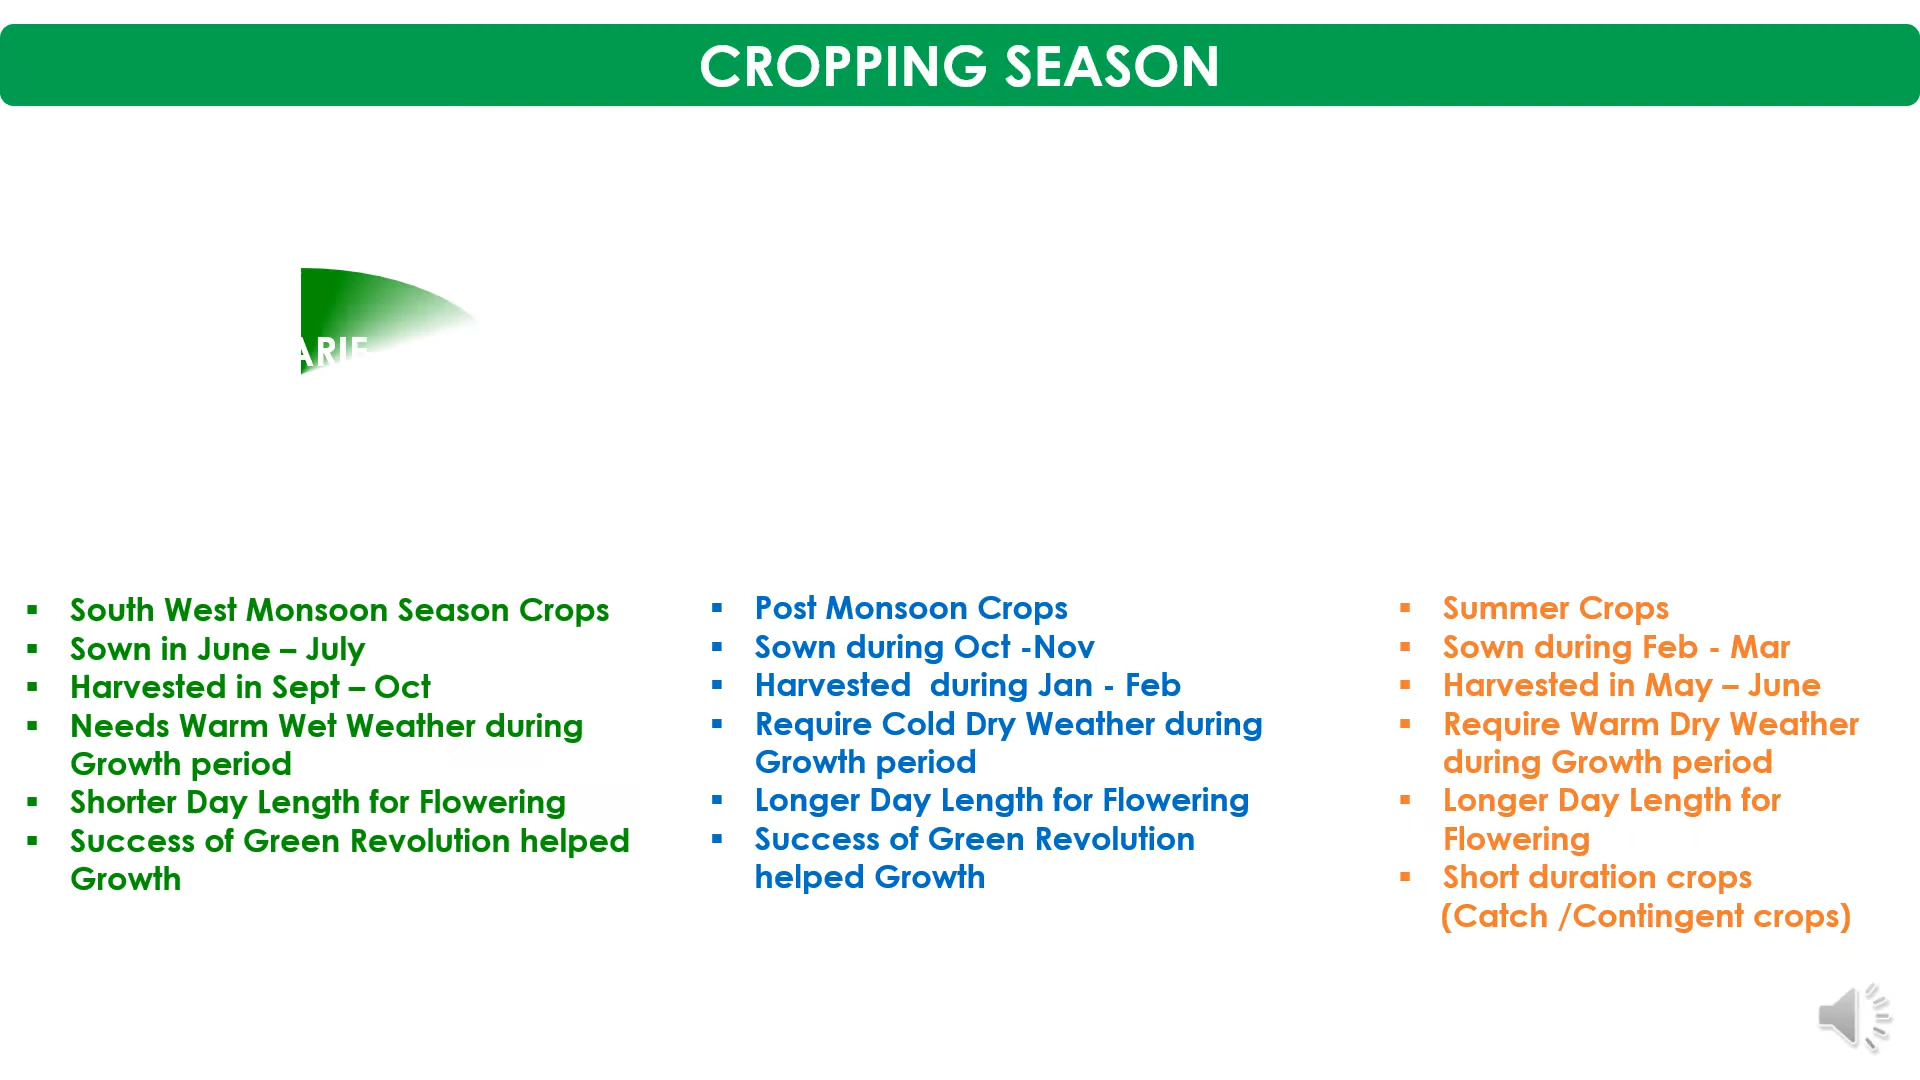 CROPPING SEASON
ARIF
▪ South West Monsoon Season Crops
▪ Sown in June – July
▪ Harvested in Sept – Oct
▪ Needs Warm Wet Weather during
Growth period
▪ Shorter Day Length for Flowering
▪ Success of Green Revolution helped
Growth
▪ Post Monsoon Crops
▪ Sown during Oct -Nov
▪ Harvested  during Jan - Feb
▪ Require Cold Dry Weather during
Growth period
▪ Longer Day Length for Flowering
▪ Success of Green Revolution
helped Growth
▪ Summer Crops
▪ Sown during Feb - Mar
▪ Harvested in May – June
▪ Require Warm Dry Weather
during Growth period
▪ Longer Day Length for
Flowering
▪ Short duration crops
(Catch /Contingent crops)